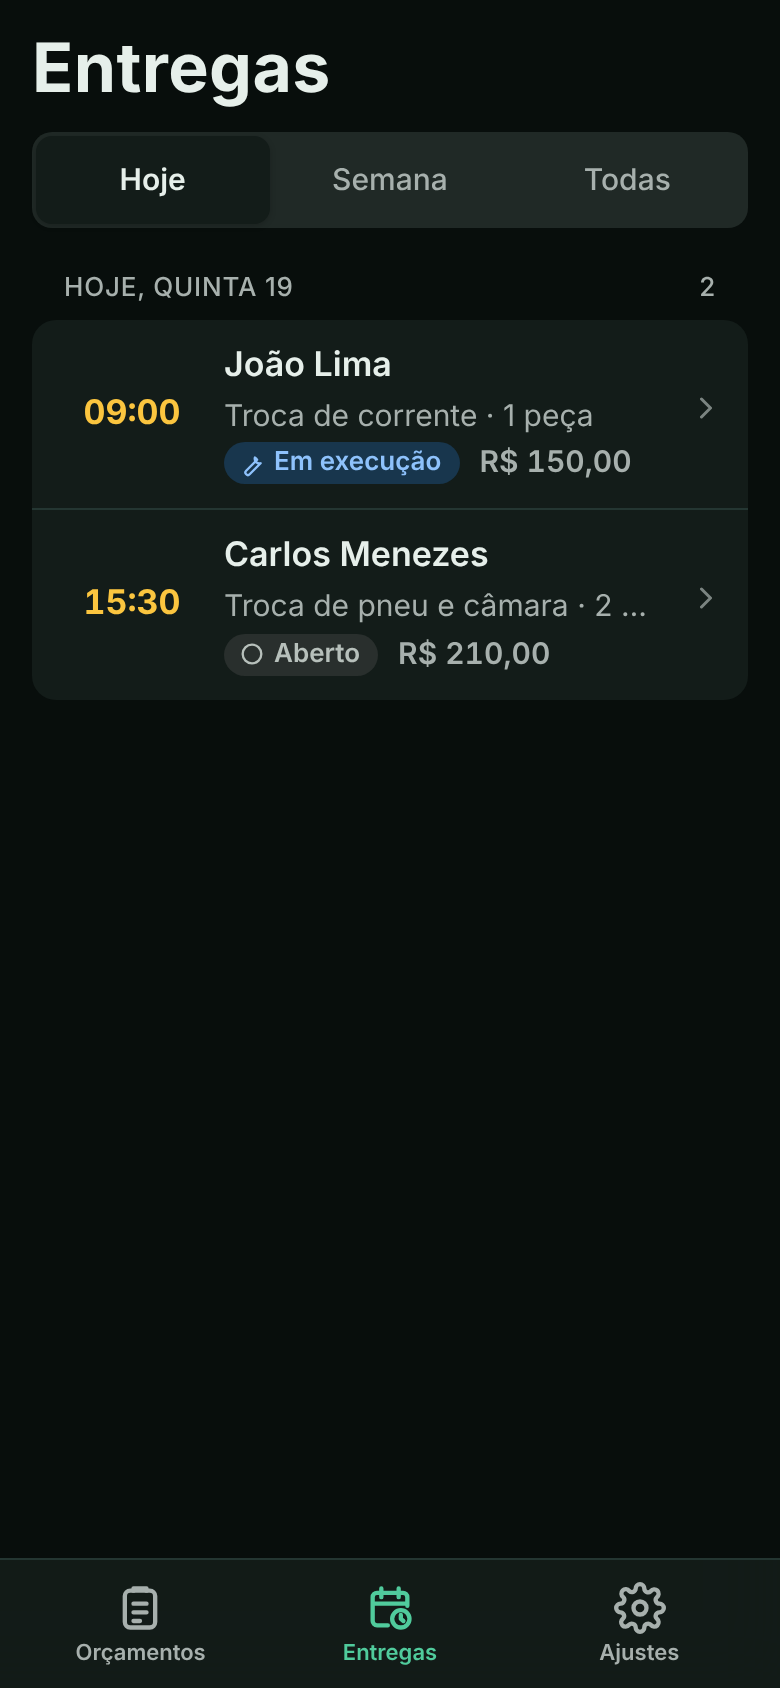 Entregas
Hoje Semana Todas
HOJE, QUINTA 19 2
João Lima
09:00
Troca de corrente · 1 peça
Em execução R$ 150,00
Carlos Menezes
15:30
Troca de pneu e câmara · 2 ...
Aberto R$ 210,00
Orçamentos Entregas Ajustes